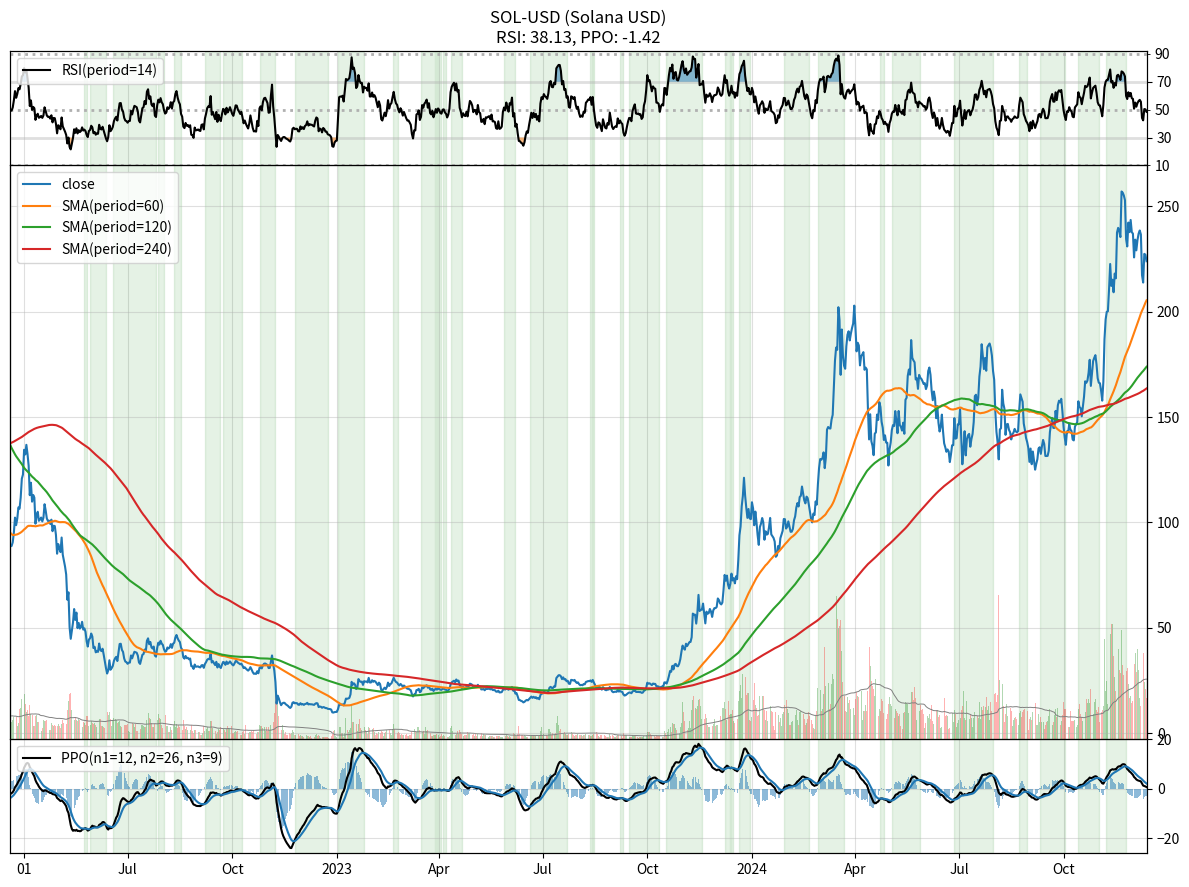 SOL-USD (Solana USD)
RSI: 38.13, PPO: -1.42
RSI(period=14)
90
70
50
30
10
close
SMA(period=60)
SMA(period=120)
SMA(period=240)
250
200
150
100
50
0
PPO(n1=12, n2=26, n3=9)
20
0
−20
01 Jul Oct 2023 Apr Jul Oct 2024 Apr Jul Oct